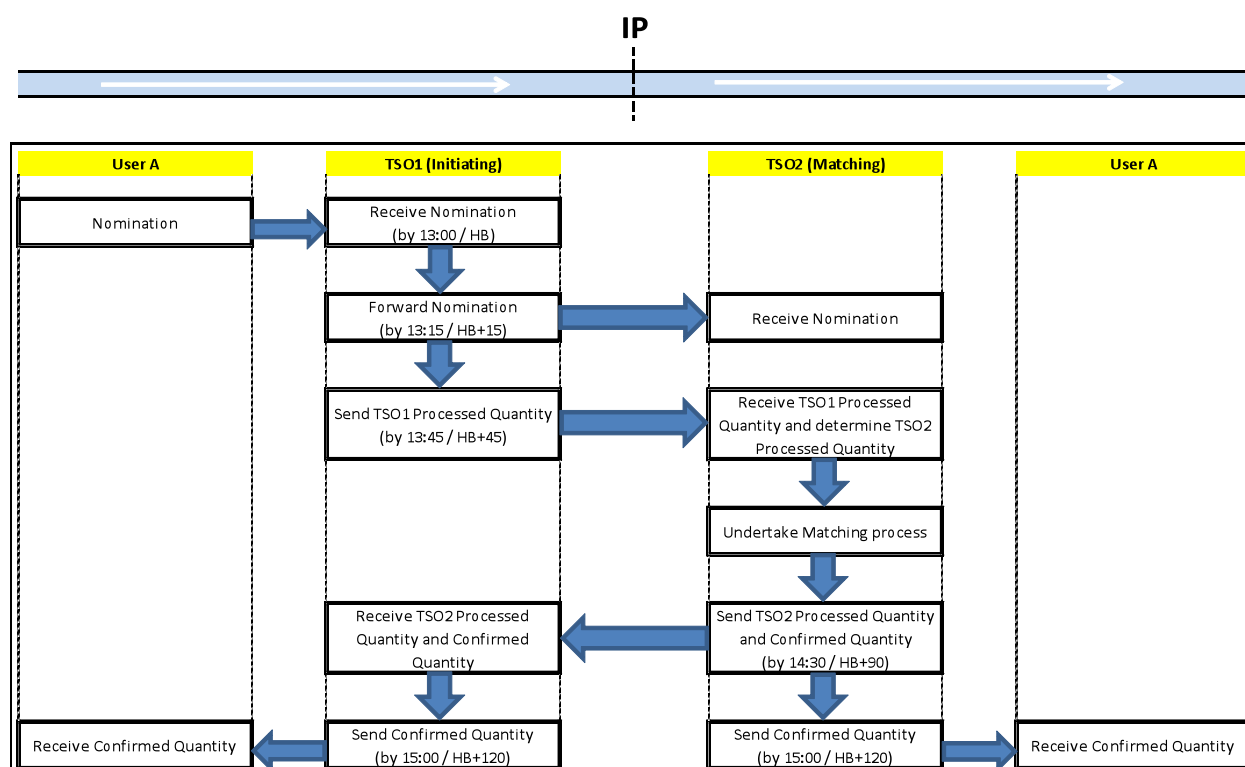 IP
User A
TSO1 (Initiating)
TSO2 (Matching)
User A
Nomination
Receive Nomination
(by 13:00 / HB)
Forward Nomination
(by 13:15 / HB+15)
Receive Nomination
Send TSO1 Processed Quantity
(by 13:45 / HB+45)
Receive TSO1 Processed
Quantity and determine TSO2
Processed Quantity
Undertake Matching process
Receive TSO2 Processed
Quantity and Confirmed
Quantity
Send TSO2 Processed Quantity
and Confirmed Quantity
(by 14:30 / HB+90)
Receive Confirmed Quantity
Send Confirmed Quantity
(by 15:00 / HB+120)
Send Confirmed Quantity
(by 15:00 / HB+120)
Receive Confirmed Quantity